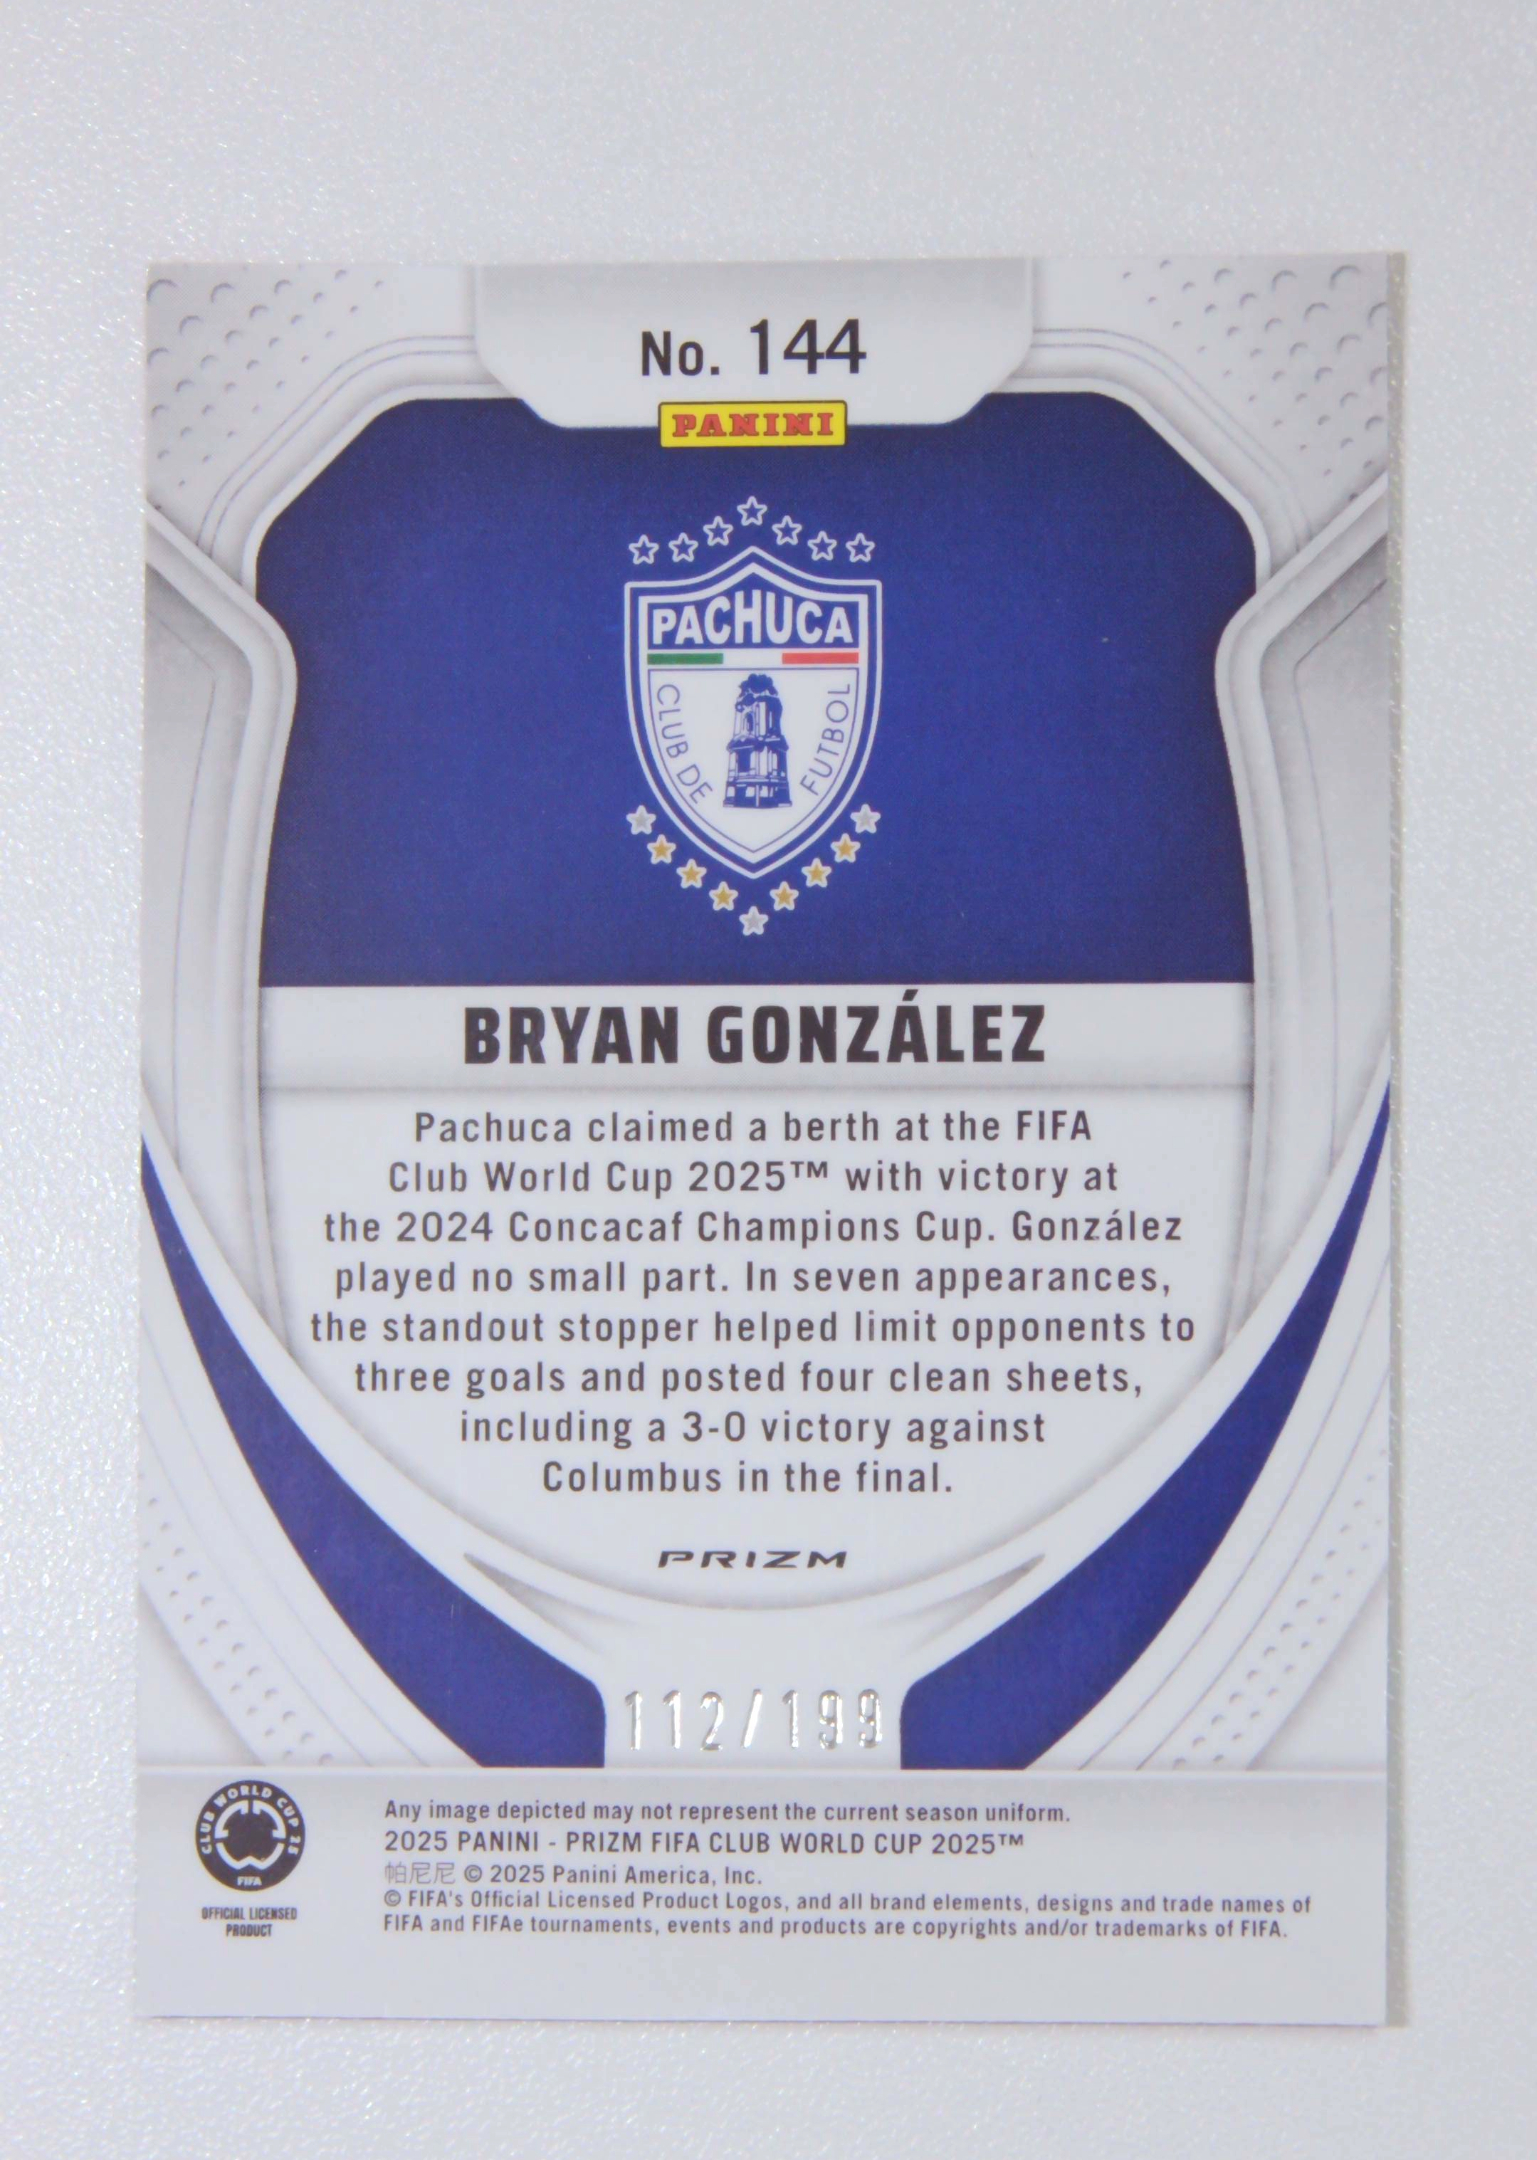 No. 144
PANINI
PACHUCA
CLUB DE FUTBOL
BRYAN GONZÁLEZ
Pachuca claimed a berth at the FIFA
Club World Cup 2025™ with victory at
the 2024 Concacaf Champions Cup. González
played no small part. In seven appearances,
the standout stopper helped limit opponents to
three goals and posted four clean sheets,
including a 3-0 victory against
Columbus in the final.
PRIZM
112/199
CLUB WORLD CUP 25
FIFA
OFFICIAL LICENSED
PRODUCT
Any image depicted may not represent the current season uniform.
2025 PANINI - PRIZM FIFA CLUB WORLD CUP 2025™
帕尼尼 © 2025 Panini America, Inc.
© FIFA's Official Licensed Product Logos, and all brand elements, designs and trade names of
FIFA and FIFAe tournaments, events and products are copyrights and/or trademarks of FIFA.